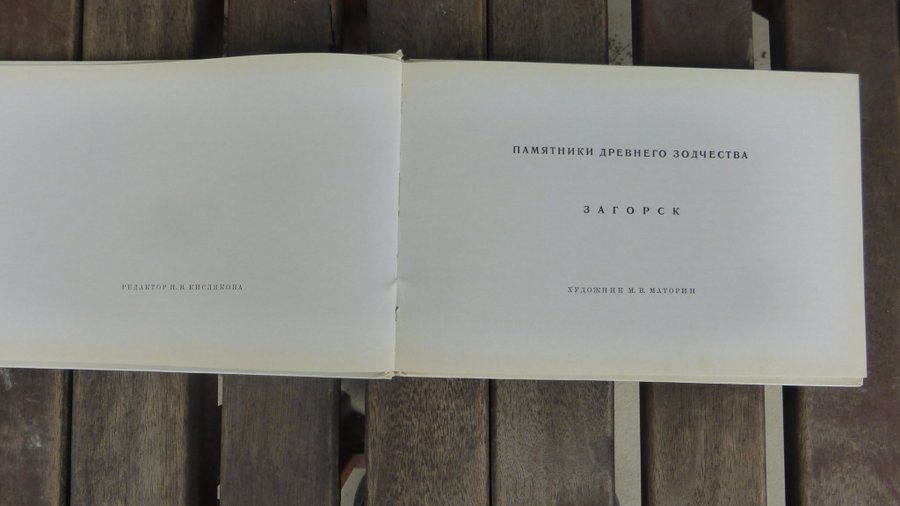 РЕДАКТОР Н. В. КИСЛЯКОВА
ПАМЯТНИКИ ДРЕВНЕГО ЗОДЧЕСТВА
ЗАГОРСК
ХУДОЖНИК М. В. МАТОРИН